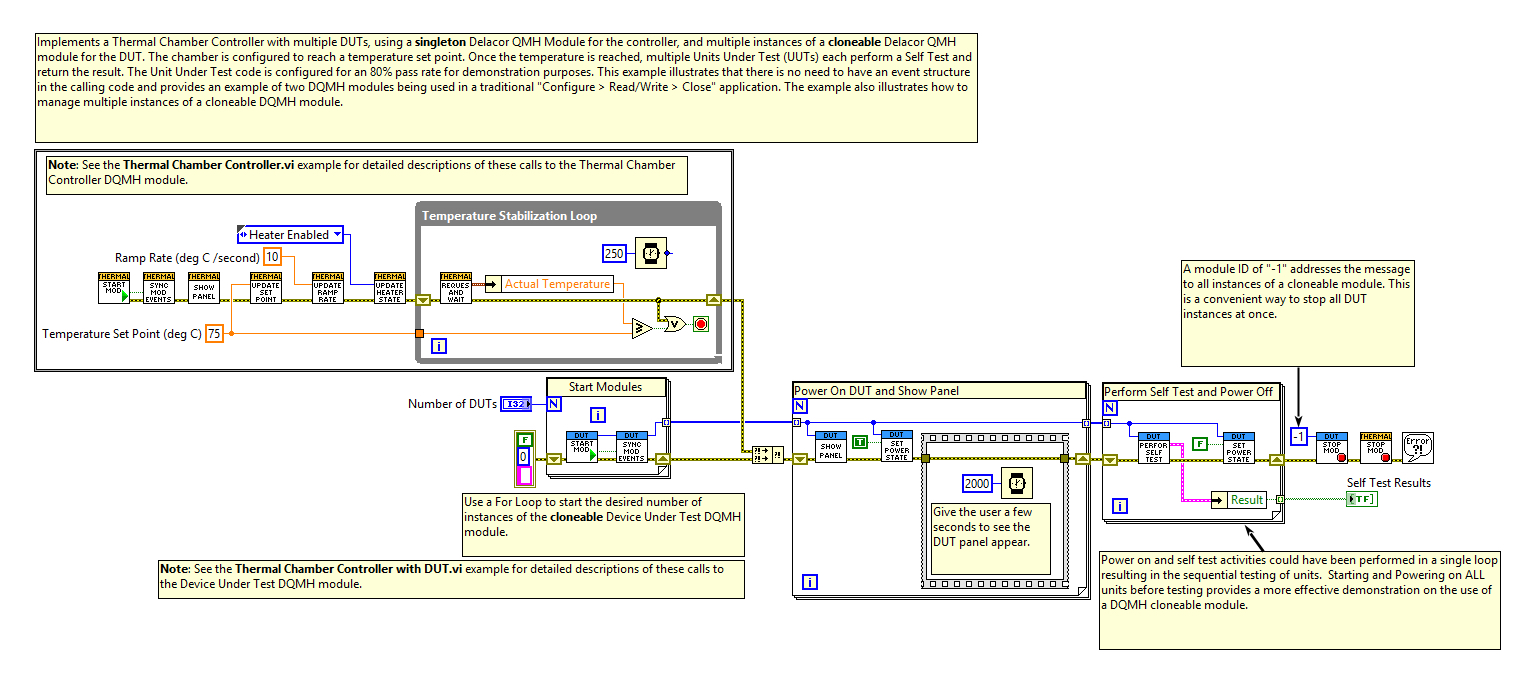 Implements a Thermal Chamber Controller with multiple DUTs, using a singleton Delacor QMH Module for the controller, and multiple instances of a cloneable Delacor QMH
module for the DUT. The chamber is configured to reach a temperature set point. Once the temperature is reached, multiple Units Under Test (UUTs) each perform a Self Test and
return the result. The Unit Under Test code is configured for an 80% pass rate for demonstration purposes. This example illustrates that there is no need to have an event structure
in the calling code and provides an example of two DQMH modules being used in a traditional "Configure > Read/Write > Close" application. The example also illustrates how to
manage multiple instances of a cloneable DQMH module.
Note: See the Thermal Chamber Controller.vi example for detailed descriptions of these calls to the Thermal Chamber
Controller DQMH module.
Temperature Stabilization Loop
Heater Enabled
250
Ramp Rate (deg C /second) 10
THERMAL
START
MOD
THERMAL
SYNC
MOD
EVENTS
THERMAL
SHOW
PANEL
THERMAL
UPDATE
SET
POINT
THERMAL
UPDATE
RAMP
RATE
THERMAL
UPDATE
HEATER
STATE
THERMAL
REQUES
AND
WAIT
Actual Temperature
Temperature Set Point (deg C) 75
≥
V
i
A module ID of "-1" addresses the message
to all instances of a cloneable module. This
is a convenient way to stop all DUT
instances at once.
Start Modules
Number of DUTs I32
N
i
F
0
DUT
START
MOD
DUT
SYNC
MOD
EVENTS
?!
?!
?!
Use a For Loop to start the desired number of
instances of the cloneable Device Under Test DQMH
module.
Note: See the Thermal Chamber Controller with DUT.vi example for detailed descriptions of these calls to
the Device Under Test DQMH module.
Power On DUT and Show Panel
N
DUT
SHOW
PANEL
T
DUT
SET
POWER
STATE
2000
Give the user a few
seconds to see the
DUT panel appear.
i
Perform Self Test and Power Off
N
DUT
PERFOR
SELF
TEST
F
DUT
SET
POWER
STATE
Result
i
-1
DUT
STOP
MOD
THERMAL
STOP
MOD
Error
?!
Self Test Results
TF
Power on and self test activities could have been performed in a single loop
resulting in the sequential testing of units. Starting and Powering on ALL
units before testing provides a more effective demonstration on the use of
a DQMH cloneable module.